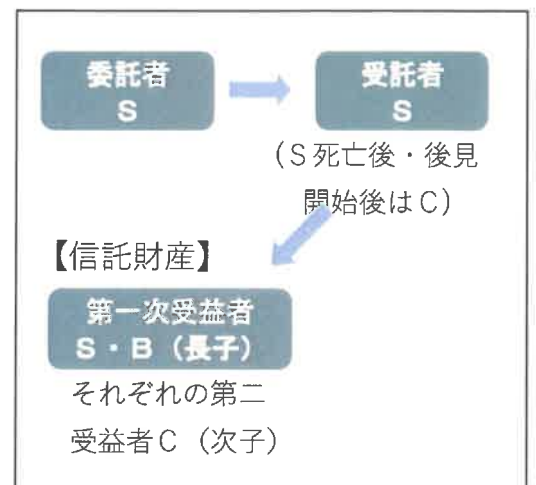 委託者
S
受託者
S
(S死亡後・後見
開始後はC)
【信託財産】
第一次受益者
S・B(長子)
それぞれの第二
受益者C(次子)